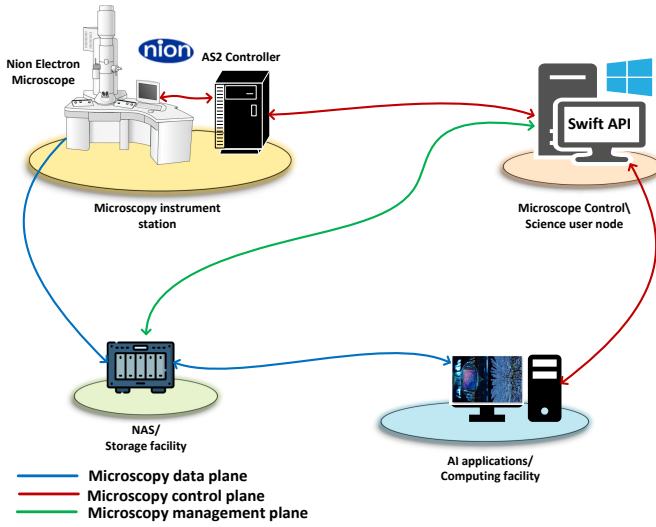 Nion Electron
Microscope
nion
AS2 Controller
Swift API
Microscopy instrument
station
Microscope Control\
Science user node
NAS/
Storage facility
AI applications/
Computing facility
Microscopy data plane
Microscopy control plane
Microscopy management plane